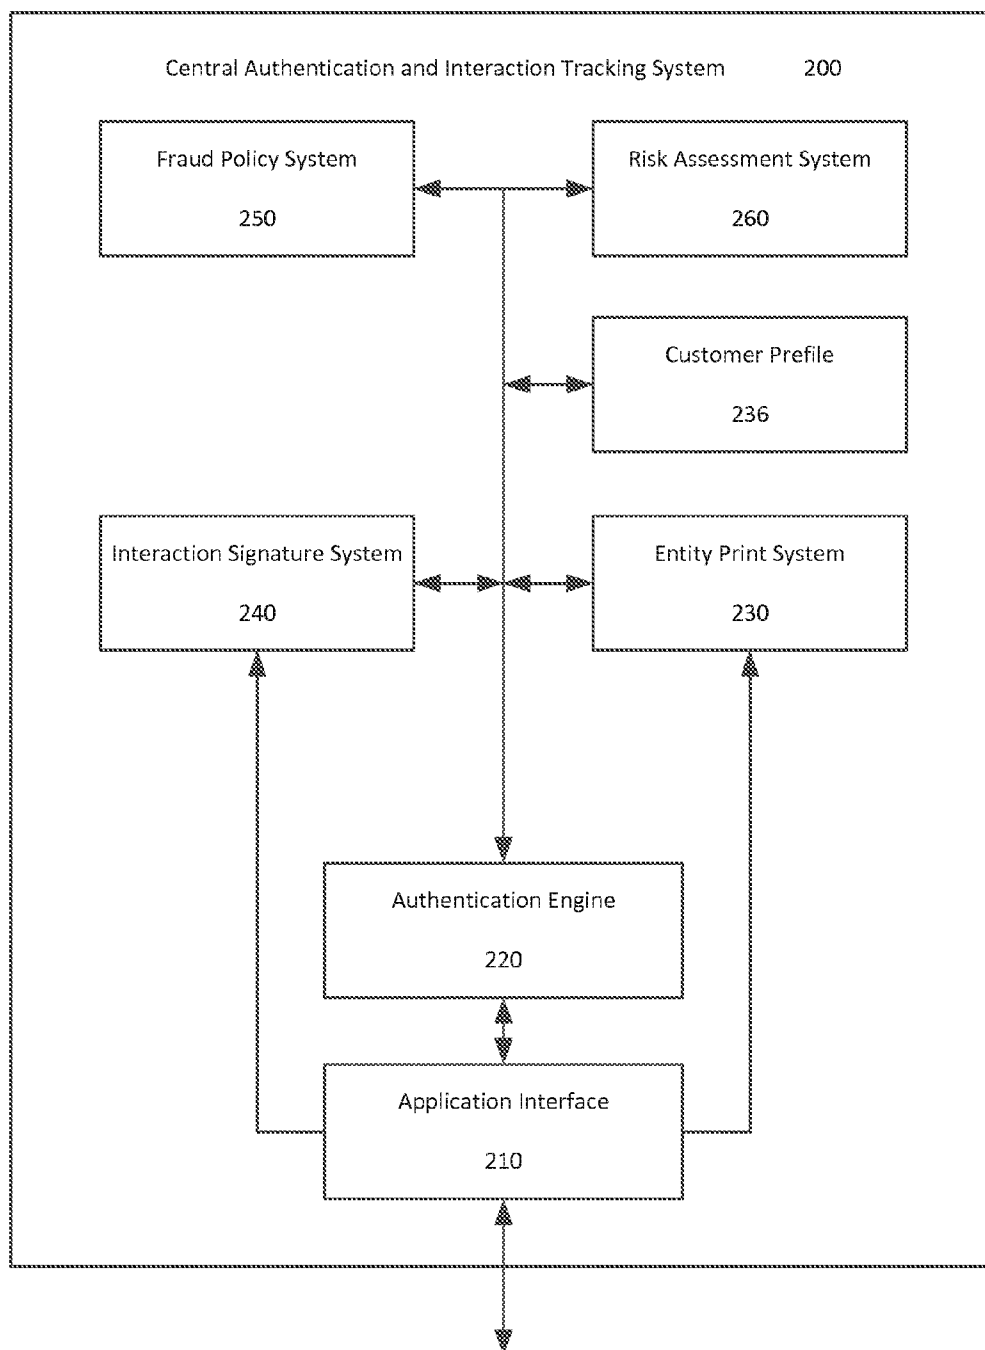 Central Authentication and Interaction Tracking System 200
Fraud Policy System
250
Risk Assessment System
260
Customer Prefile
236
Interaction Signature System
240
Entity Print System
230
Authentication Engine
220
Application Interface
210